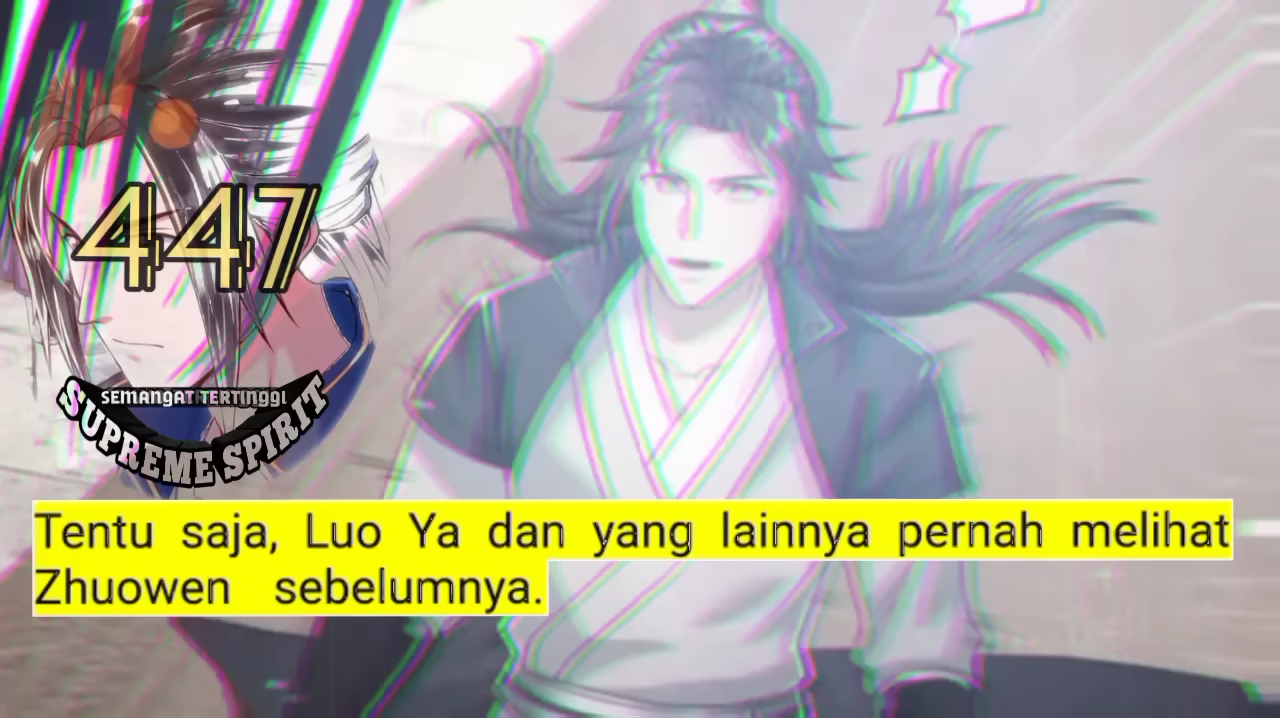 447
SEMANGAT TERTINGGI
SUPREME SPIRIT
Tentu saja, Luo Ya dan yang lainnya pernah melihat
Zhuowen sebelumnya.